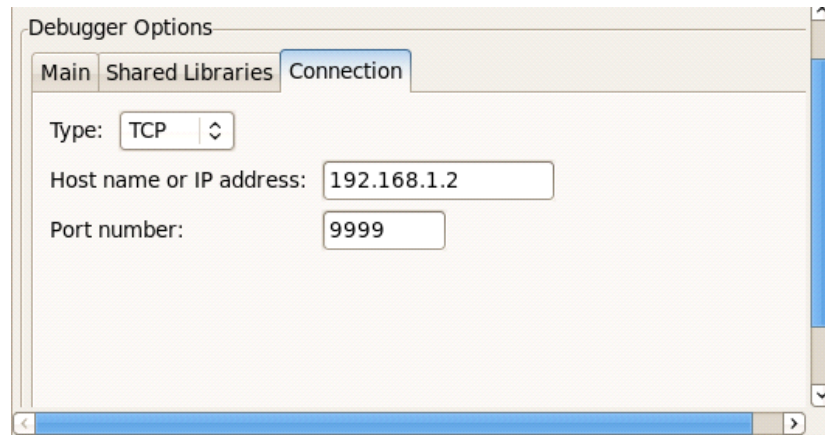 Debugger Options
Main Shared Libraries Connection
Type: TCP
Host name or IP address: 192.168.1.2
Port number: 9999